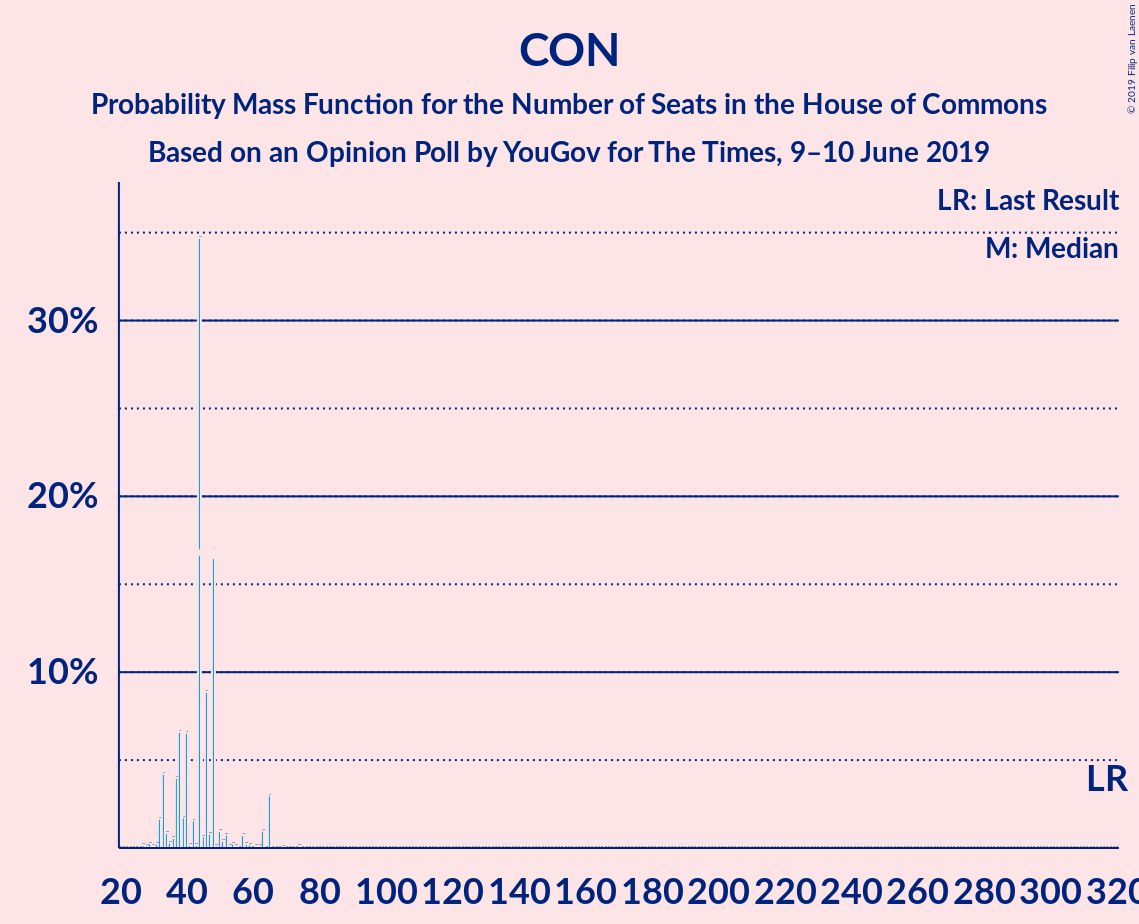 CON
Probability Mass Function for the Number of Seats in the House of Commons
Based on an Opinion Poll by YouGov for The Times, 9–10 June 2019
© 2019 Filip van Laenen
LR: Last Result
M: Median
30%
20%
10%
LR
20 40 60 80 100 120 140 160 180 200 220 240 260 280 300 320